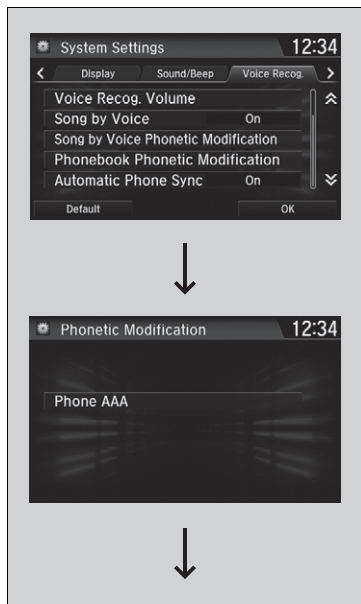 System Settings 12:34
Display Sound/Beep Voice Recog.
Voice Recog. Volume
Song by Voice On
Song by Voice Phonetic Modification
Phonebook Phonetic Modification
Automatic Phone Sync On
Default OK
Phonetic Modification 12:34
Phone AAA